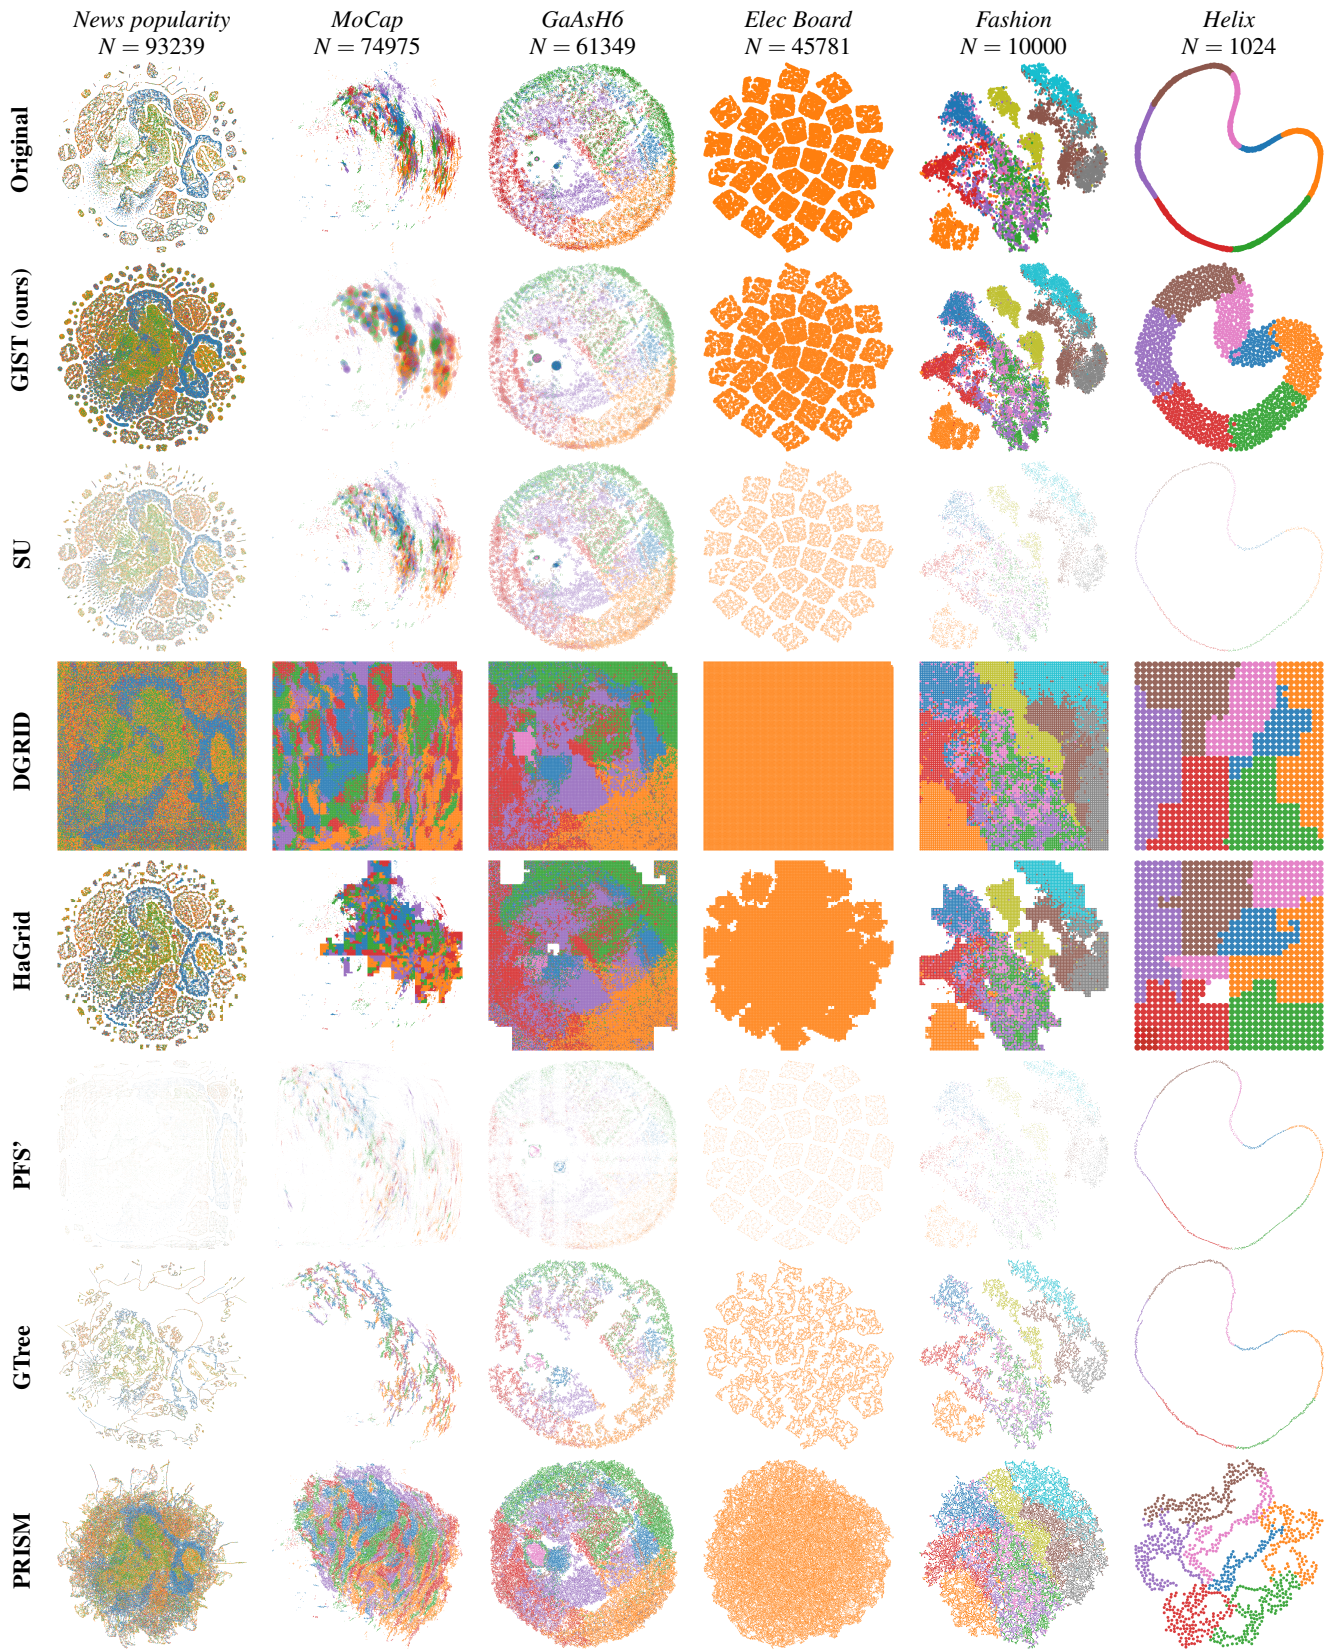 News popularity MoCap GaAsH6 Elec Board Fashion Helix
N = 93239 N = 74975 N = 61349 N = 45781 N = 10000 N = 1024
Original
GIST (ours)
SU
DGRID
HaGrid
PFS'
GTree
PRISM